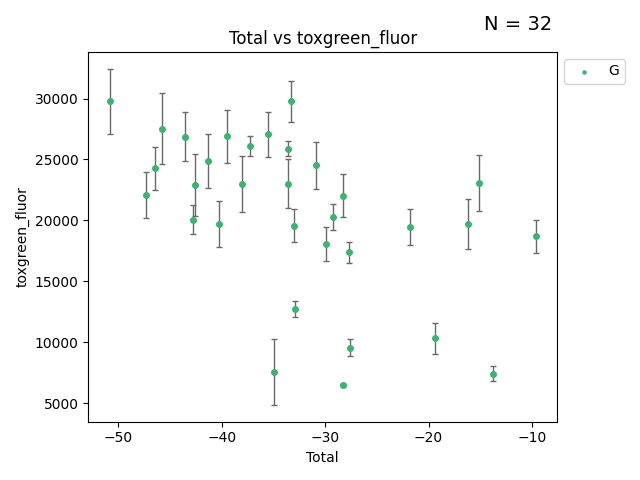 N = 32
Total vs toxgreen_fluor
G
toxgreen_fluor
30000
25000
20000
15000
10000
5000
−50 −40 −30 −20 −10
Total